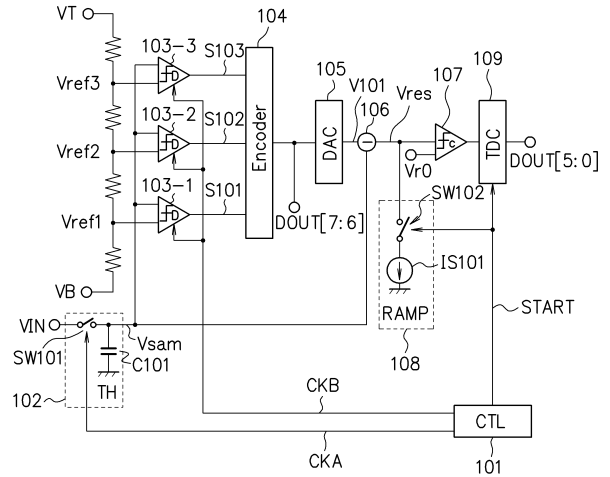 VT
104
103-3
S103
109
105
V101
106
107
Vres
Vref3
103-2
S102
Encoder
DAC
TDC
Vr0
DOUT[5:0]
Vref2
103-1
S101
Vref1
DOUT[7:6]
SW102
IS101
VB
RAMP
START
VIN
Vsam
SW101
C101
108
TH
102
CKB
CTL
CKA
101
D
D
D
C